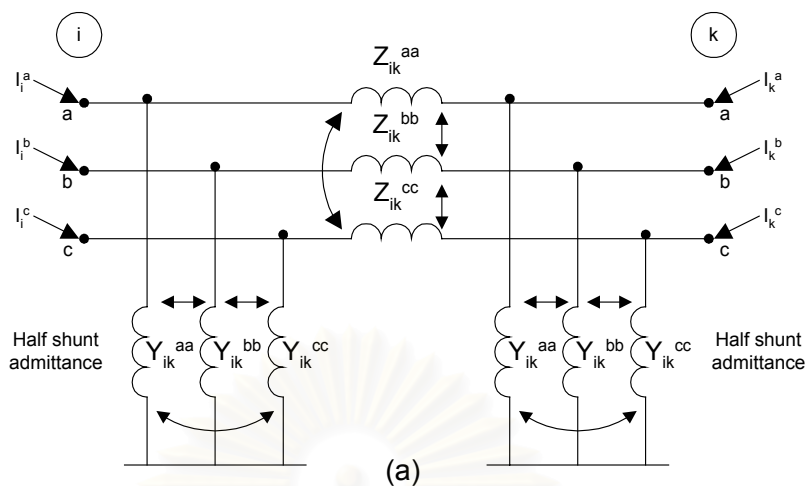 i
k
Z_ik^aa
I_i^a
I_k^a
a
a
Z_ik^bb
I_i^b
I_k^b
b
b
Z_ik^cc
I_i^c
I_k^c
c
c
Half shunt
admittance
Y_ik^aa Y_ik^bb Y_ik^cc
Y_ik^aa Y_ik^bb Y_ik^cc
Half shunt
admittance
(a)